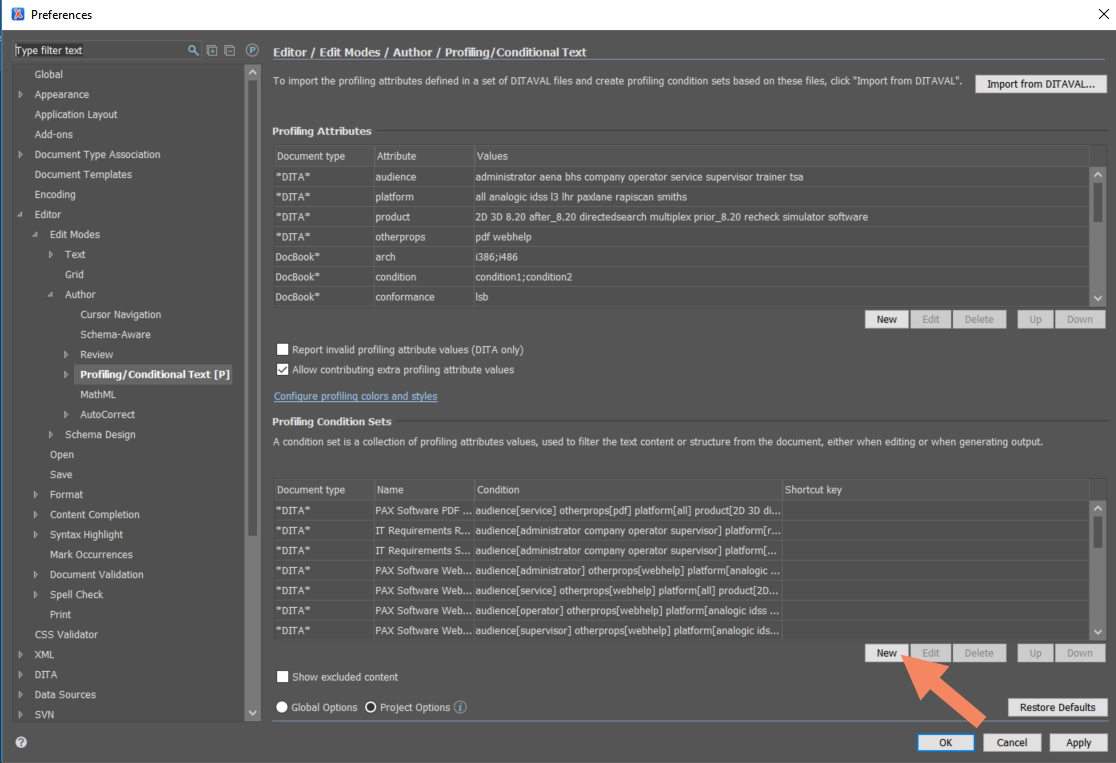 Preferences
Type filter text
Global
Appearance
Application Layout
Add-ons
Document Type Association
Document Templates
Encoding
Editor
Edit Modes
Text
Grid
Author
Cursor Navigation
Schema-Aware
Review
Profiling/Conditional Text [P]
MathML
AutoCorrect
Schema Design
Open
Save
Format
Content Completion
Syntax Highlight
Mark Occurrences
Document Validation
Spell Check
Print
CSS Validator
XML
DITA
Data Sources
SVN
Editor / Edit Modes / Author / Profiling/Conditional Text
To import the profiling attributes defined in a set of DITAVAL files and create profiling condition sets based on these files, click "Import from DITAVAL".
Import from DITAVAL...
Profiling Attributes
Document type Attribute Values
*DITA* audience administrator aena bhs company operator service supervisor trainer tsa
*DITA* platform all analogic idss l3 lhr paxlane rapiscan smiths
*DITA* product 2D 3D 8.20 after_8.20 directedsearch multiplex prior_8.20 recheck simulator software
*DITA* otherprops pdf webhelp
DocBook* arch i386;i486
DocBook* condition condition1;condition2
DocBook* conformance lsb
New Edit Delete Up Down
Report invalid profiling attribute values (DITA only)
Allow contributing extra profiling attribute values
Configure profiling colors and styles
Profiling Condition Sets
A condition set is a collection of profiling attributes values, used to filter the text content or structure from the document, either when editing or when generating output.
Document type Name Condition Shortcut key
*DITA* PAX Software PDF ... audience[service] otherprops[pdf] platform[all] product[2D 3D di...
*DITA* IT Requirements R... audience[administrator company operator supervisor] platform[r...
*DITA* IT Requirements S... audience[administrator company operator supervisor] platform[...
*DITA* PAX Software Web... audience[administrator] otherprops[webhelp] platform[analogic ...
*DITA* PAX Software Web... audience[service] otherprops[webhelp] platform[all] product[2D...
*DITA* PAX Software Web... audience[operator] otherprops[webhelp] platform[analogic idss ...
*DITA* PAX Software Web... audience[supervisor] otherprops[webhelp] platform[analogic ids...
New Edit Delete Up Down
Show excluded content
Global Options Project Options
Restore Defaults
OK Cancel Apply